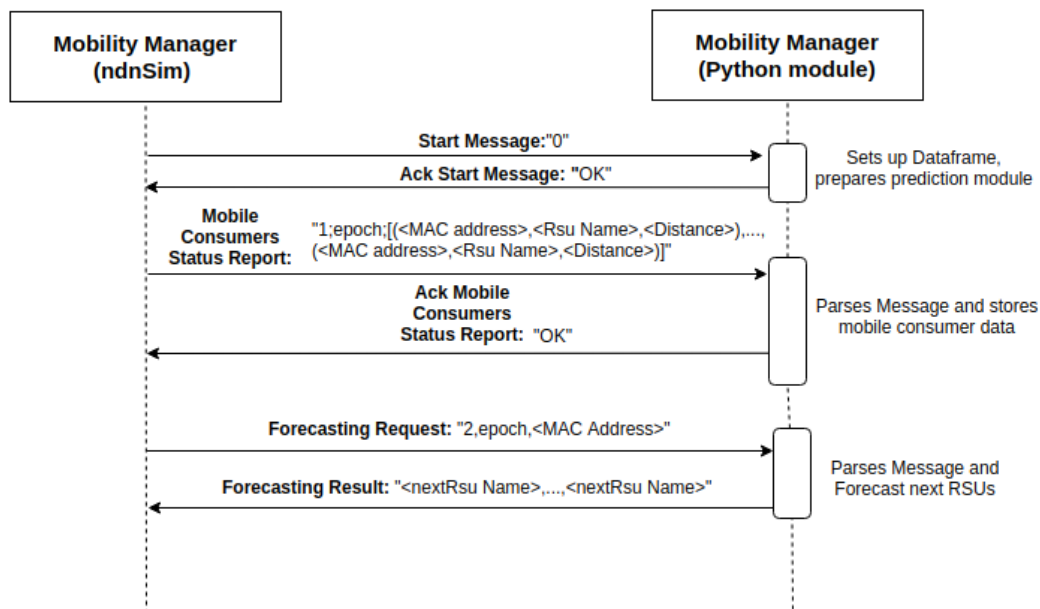 Mobility Manager
(ndnSim)
Mobility Manager
(Python module)
Start Message:"0"
Ack Start Message: "OK"
Sets up Dataframe,
prepares prediction module
Mobile
Consumers
Status Report:
"1;epoch;[(<MAC address>,<Rsu Name>,<Distance>),...,
(<MAC address>,<Rsu Name>,<Distance>)]"
Ack Mobile
Consumers
Status Report: "OK"
Parses Message and stores
mobile consumer data
Forecasting Request: "2,epoch,<MAC Address>"
Forecasting Result: "<nextRsu Name>,...,<nextRsu Name>"
Parses Message and
Forecast next RSUs